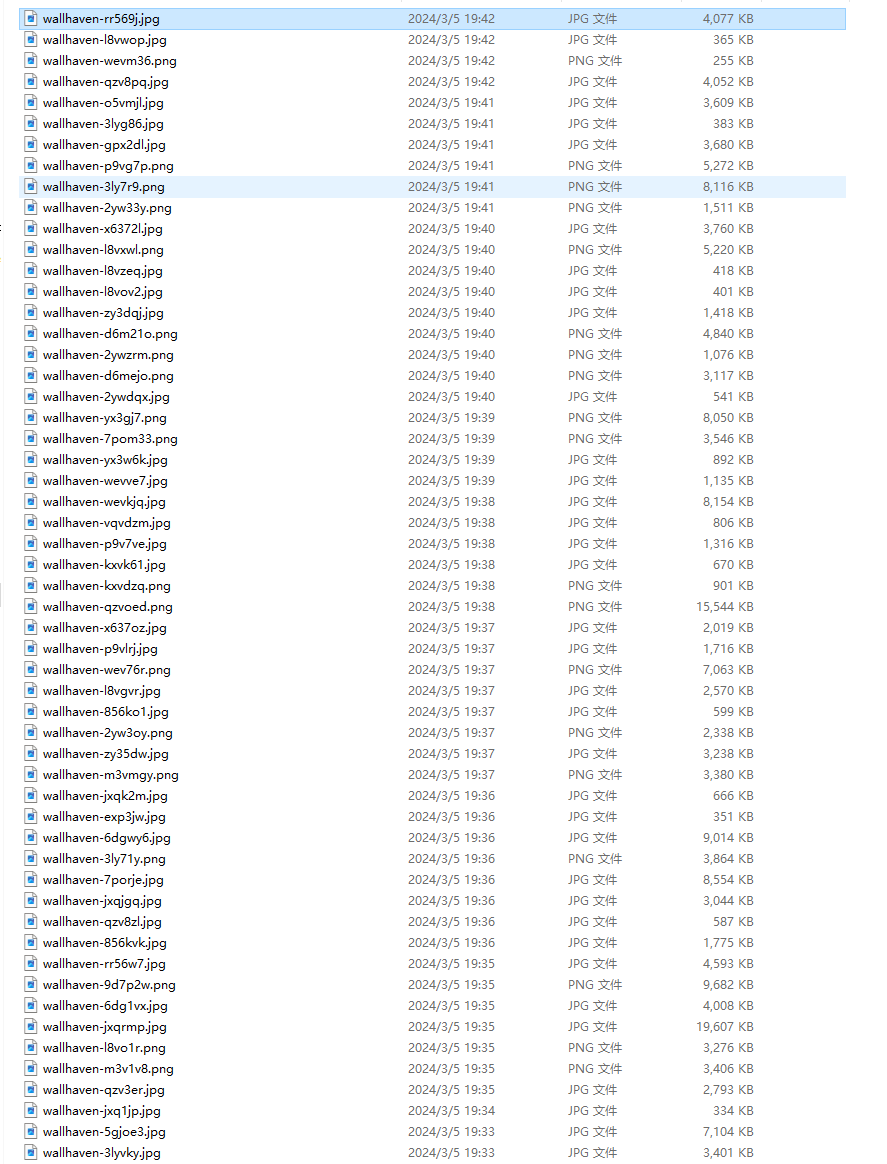 wallhaven-rr569j.jpg 2024/3/5 19:42 JPG 文件 4,077 KB
wallhaven-l8vwop.jpg 2024/3/5 19:42 JPG 文件 365 KB
wallhaven-wevm36.png 2024/3/5 19:42 PNG 文件 255 KB
wallhaven-qzv8pq.jpg 2024/3/5 19:42 JPG 文件 4,052 KB
wallhaven-o5vmjl.jpg 2024/3/5 19:41 JPG 文件 3,609 KB
wallhaven-3lyg86.jpg 2024/3/5 19:41 JPG 文件 383 KB
wallhaven-gpx2dl.jpg 2024/3/5 19:41 JPG 文件 3,680 KB
wallhaven-p9vg7p.png 2024/3/5 19:41 PNG 文件 5,272 KB
wallhaven-3ly7r9.png 2024/3/5 19:41 PNG 文件 8,116 KB
wallhaven-2yw33y.png 2024/3/5 19:41 PNG 文件 1,511 KB
wallhaven-x6372l.jpg 2024/3/5 19:40 JPG 文件 3,760 KB
wallhaven-l8vxwl.png 2024/3/5 19:40 PNG 文件 5,220 KB
wallhaven-l8vzeq.jpg 2024/3/5 19:40 JPG 文件 418 KB
wallhaven-l8vov2.jpg 2024/3/5 19:40 JPG 文件 401 KB
wallhaven-zy3dqj.jpg 2024/3/5 19:40 JPG 文件 1,418 KB
wallhaven-d6m21o.png 2024/3/5 19:40 PNG 文件 4,840 KB
wallhaven-2ywzrm.png 2024/3/5 19:40 PNG 文件 1,076 KB
wallhaven-d6mejo.png 2024/3/5 19:40 PNG 文件 3,117 KB
wallhaven-2ywdqx.jpg 2024/3/5 19:40 JPG 文件 541 KB
wallhaven-yx3gj7.png 2024/3/5 19:39 PNG 文件 8,050 KB
wallhaven-7pom33.png 2024/3/5 19:39 PNG 文件 3,546 KB
wallhaven-yx3w6k.jpg 2024/3/5 19:39 JPG 文件 892 KB
wallhaven-wevve7.jpg 2024/3/5 19:39 JPG 文件 1,135 KB
wallhaven-wevkjq.jpg 2024/3/5 19:38 JPG 文件 8,154 KB
wallhaven-vqvdzm.jpg 2024/3/5 19:38 JPG 文件 806 KB
wallhaven-p9v7ve.jpg 2024/3/5 19:38 JPG 文件 1,316 KB
wallhaven-kxvk61.jpg 2024/3/5 19:38 JPG 文件 670 KB
wallhaven-kxvdzq.png 2024/3/5 19:38 PNG 文件 901 KB
wallhaven-qzvoed.png 2024/3/5 19:38 PNG 文件 15,544 KB
wallhaven-x637oz.jpg 2024/3/5 19:37 JPG 文件 2,019 KB
wallhaven-p9vlrj.jpg 2024/3/5 19:37 JPG 文件 1,716 KB
wallhaven-wev76r.png 2024/3/5 19:37 PNG 文件 7,063 KB
wallhaven-l8vgvr.jpg 2024/3/5 19:37 JPG 文件 2,570 KB
wallhaven-856ko1.jpg 2024/3/5 19:37 JPG 文件 599 KB
wallhaven-2yw3oy.png 2024/3/5 19:37 PNG 文件 2,338 KB
wallhaven-zy35dw.jpg 2024/3/5 19:37 JPG 文件 3,238 KB
wallhaven-m3vmgy.png 2024/3/5 19:37 PNG 文件 3,380 KB
wallhaven-jxqk2m.jpg 2024/3/5 19:36 JPG 文件 666 KB
wallhaven-exp3jw.jpg 2024/3/5 19:36 JPG 文件 351 KB
wallhaven-6dgwy6.jpg 2024/3/5 19:36 JPG 文件 9,014 KB
wallhaven-3ly71y.png 2024/3/5 19:36 PNG 文件 3,864 KB
wallhaven-7porje.jpg 2024/3/5 19:36 JPG 文件 8,554 KB
wallhaven-jxqjgq.jpg 2024/3/5 19:36 JPG 文件 3,044 KB
wallhaven-qzv8zl.jpg 2024/3/5 19:36 JPG 文件 587 KB
wallhaven-856kvk.jpg 2024/3/5 19:36 JPG 文件 1,775 KB
wallhaven-rr56w7.jpg 2024/3/5 19:35 JPG 文件 4,593 KB
wallhaven-9d7p2w.png 2024/3/5 19:35 PNG 文件 9,682 KB
wallhaven-6dg1vx.jpg 2024/3/5 19:35 JPG 文件 4,008 KB
wallhaven-jxqrmp.jpg 2024/3/5 19:35 JPG 文件 19,607 KB
wallhaven-l8vo1r.png 2024/3/5 19:35 PNG 文件 3,276 KB
wallhaven-m3v1v8.png 2024/3/5 19:35 PNG 文件 3,406 KB
wallhaven-qzv3er.jpg 2024/3/5 19:35 JPG 文件 2,793 KB
wallhaven-jxq1jp.jpg 2024/3/5 19:34 JPG 文件 334 KB
wallhaven-5gjoe3.jpg 2024/3/5 19:33 JPG 文件 7,104 KB
wallhaven-3lyvky.jpg 2024/3/5 19:33 JPG 文件 3,401 KB